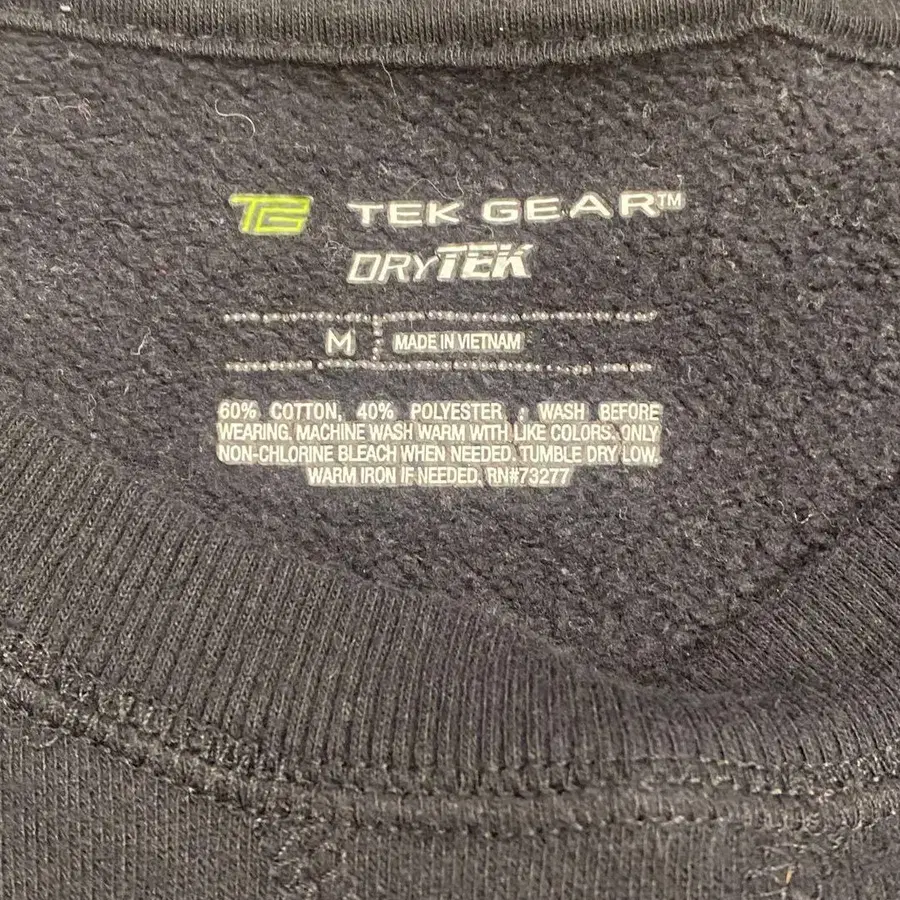 TG TEK GEAR™
DRYTEK
M MADE IN VIETNAM
60% COTTON, 40% POLYESTER . WASH BEFORE
WEARING. MACHINE WASH WARM WITH LIKE COLORS. ONLY
NON-CHLORINE BLEACH WHEN NEEDED. TUMBLE DRY LOW.
WARM IRON IF NEEDED. RN#73277